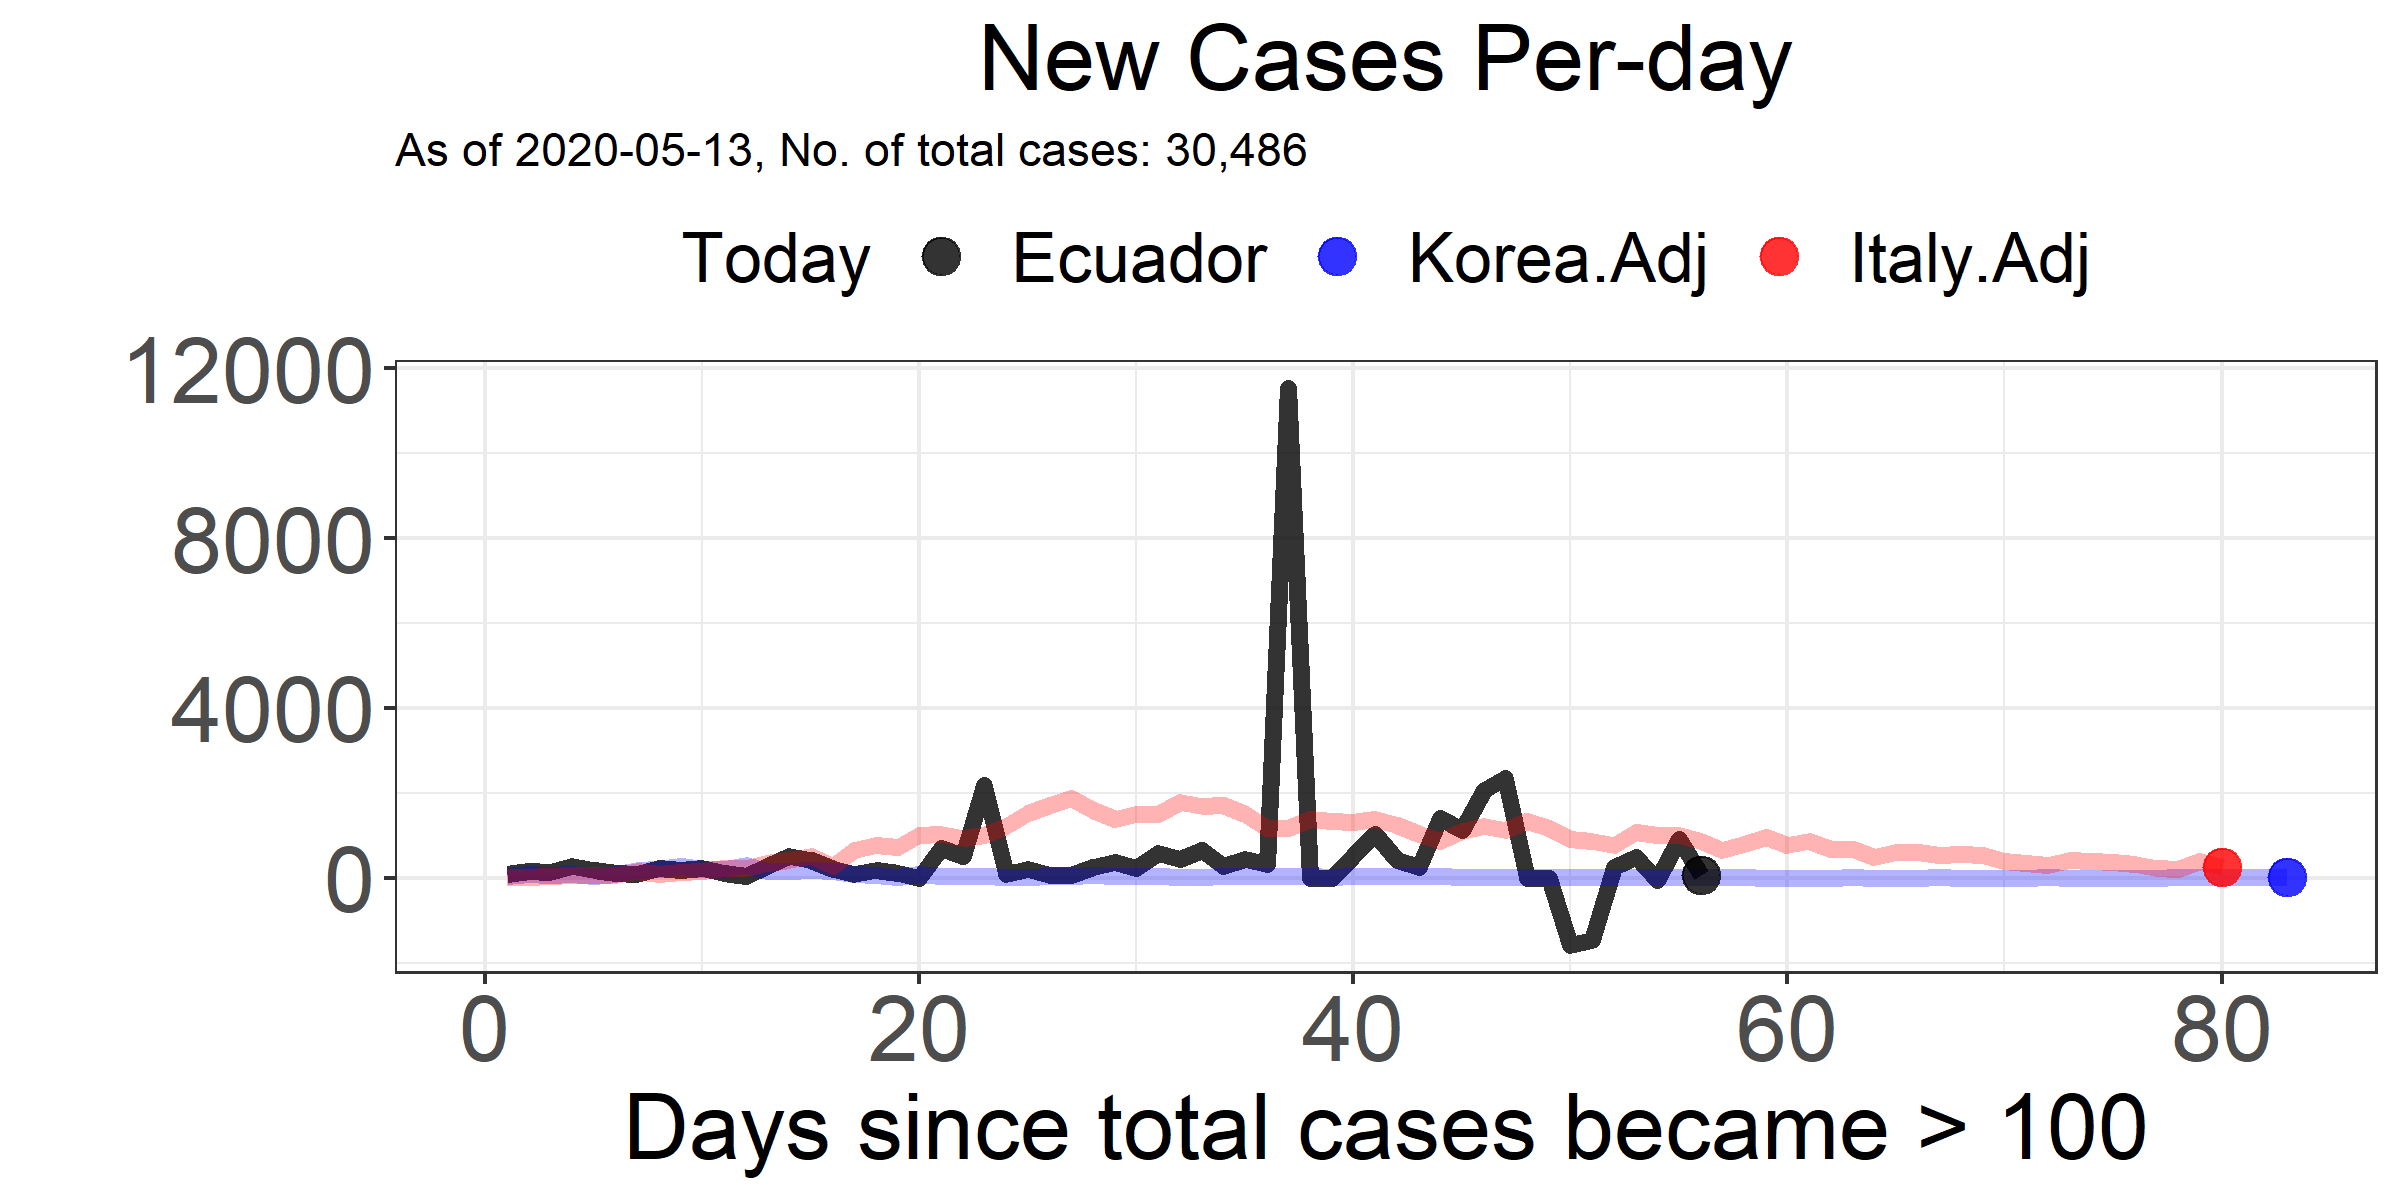 New Cases Per-day
As of 2020-05-13, No. of total cases: 30,486
Today Ecuador Korea.Adj Italy.Adj
12000
8000
4000
0
0 20 40 60 80
Days since total cases became > 100